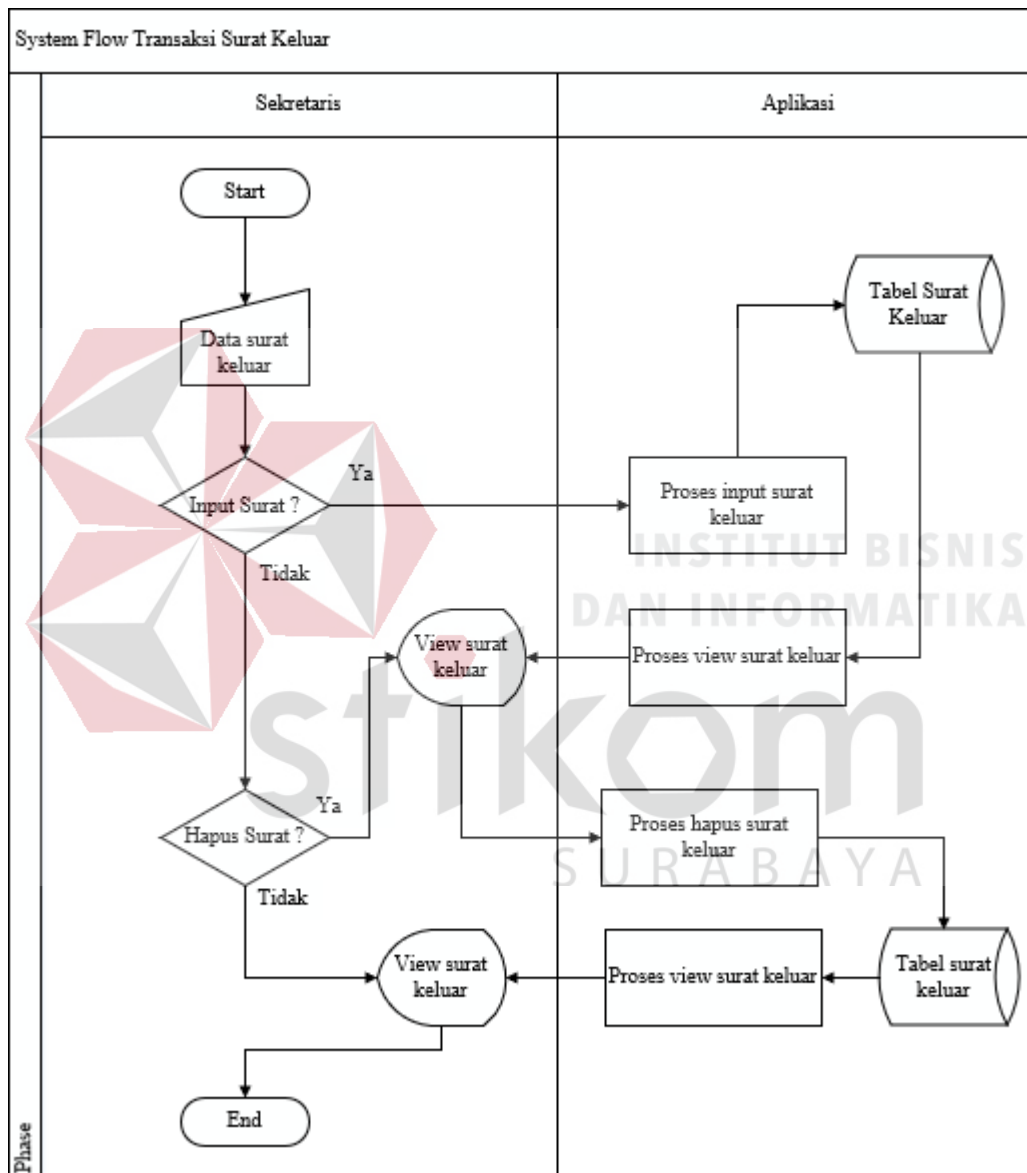 System Flow Transaksi Surat Keluar
Sekretaris
Aplikasi
Start
Tabel Surat
Keluar
Data surat
keluar
Ya
Input Surat ?
Proses input surat
keluar
INSTITUT BISNIS
DAN INFORMATIKA
Tidak
View surat
keluar
Proses view surat keluar
stikom
SURABAYA
Ya
Hapus Surat ?
Proses hapus surat
keluar
Tidak
View surat
keluar
Proses view surat keluar
Tabel surat
keluar
End
Phase